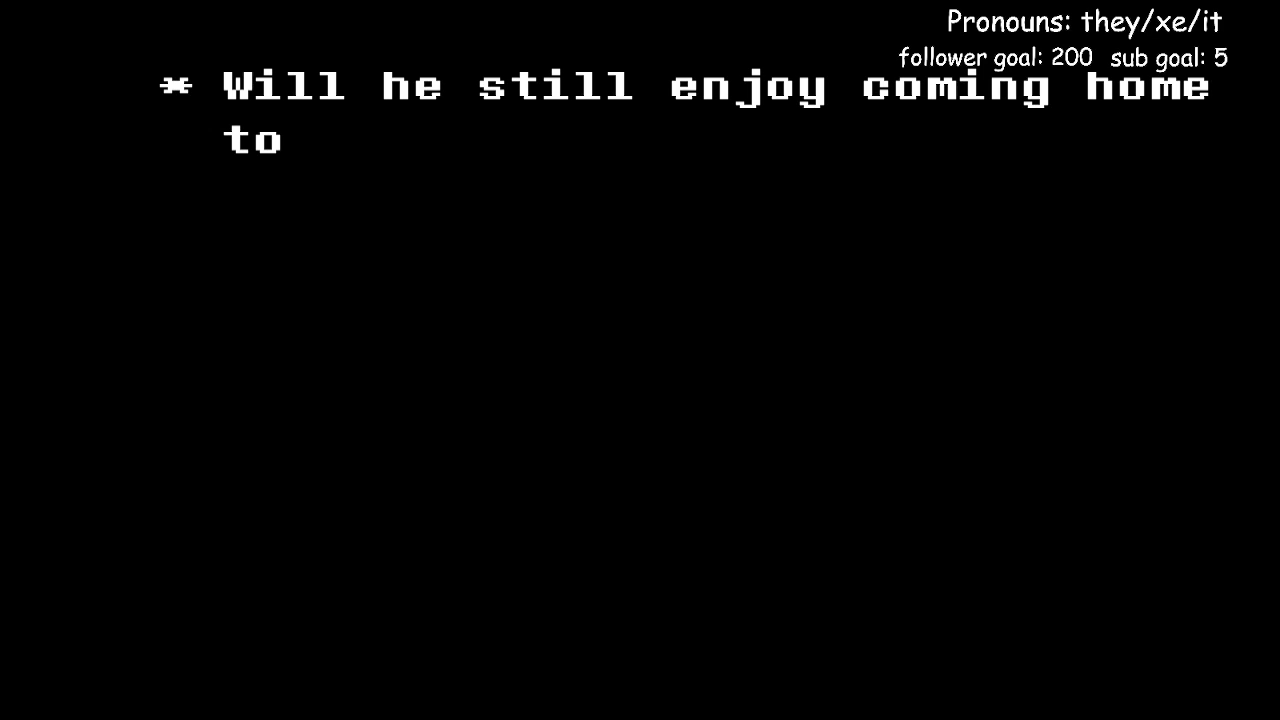 Pronouns: they/xe/it
follower goal: 200 sub goal: 5
* Will he still enjoy coming home
to